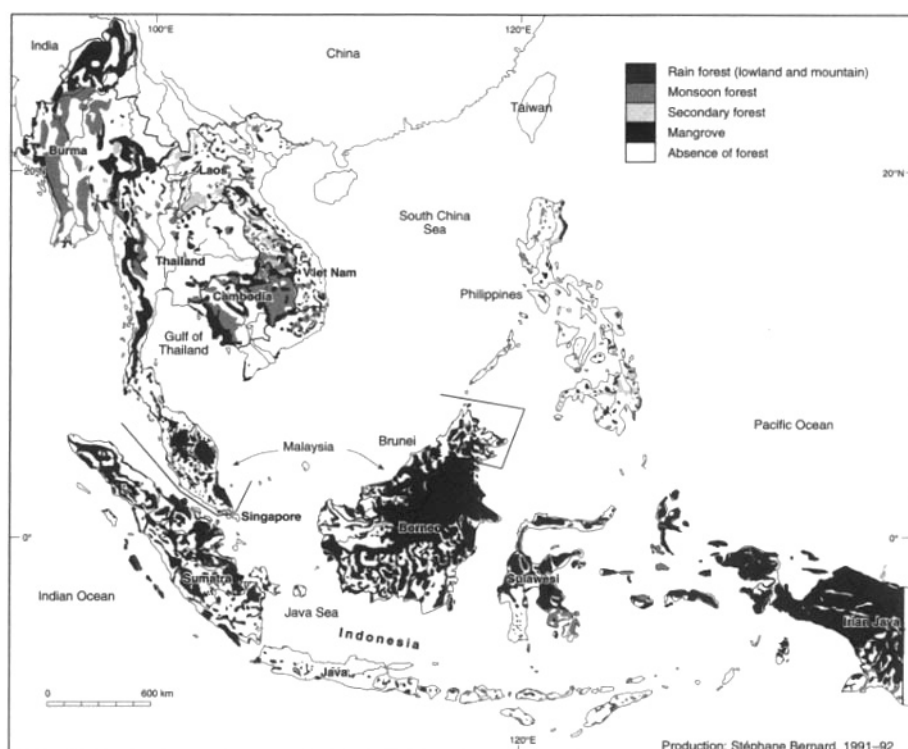 100°E
120°E
India
China
Rain forest (lowland and mountain)
Monsoon forest
Secondary forest
Mangrove
Absence of forest
Taiwan
Burma
20°N
Laos
20°N
South China
Sea
Thailand
Viet Nam
Cambodia
Philippines
Gulf of
Thailand
Pacific Ocean
Brunei
Malaysia
Singapore
0°
Borneo
0°
Sumatra
Sulawesi
Indian Ocean
Java Sea
Irian Jaya
Indonesia
Java
0
600 km
120°E
Production: Stéphane Bernard, 1991–92